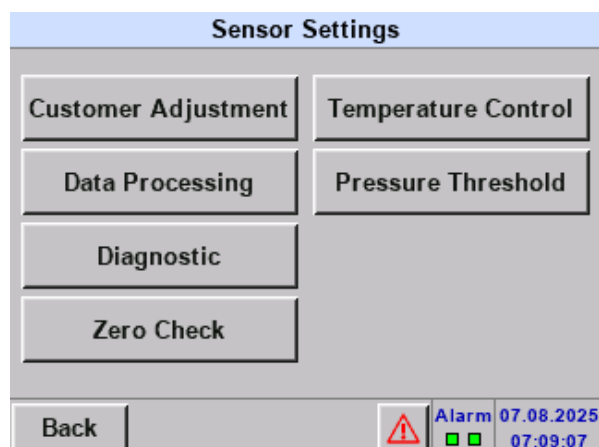 Sensor Settings
Customer Adjustment
Temperature Control
Data Processing
Pressure Threshold
Diagnostic
Zero Check
Back
Alarm
07.08.2025
07:09:07